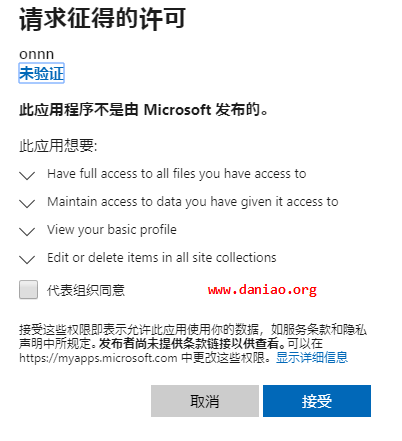 请求征得的许可
onnn
未验证
此应用程序不是由 Microsoft 发布的。
此应用想要:
Have full access to all files you have access to
Maintain access to data you have given it access to
View your basic profile
Edit or delete items in all site collections
代表组织同意 www.daniao.org
接受这些权限即表示允许此应用使用你的数据，如服务条款和隐私
声明中所规定。发布者尚未提供条款链接以供查看。可以在
https://myapps.microsoft.com 中更改这些权限。显示详细信息
取消 接受